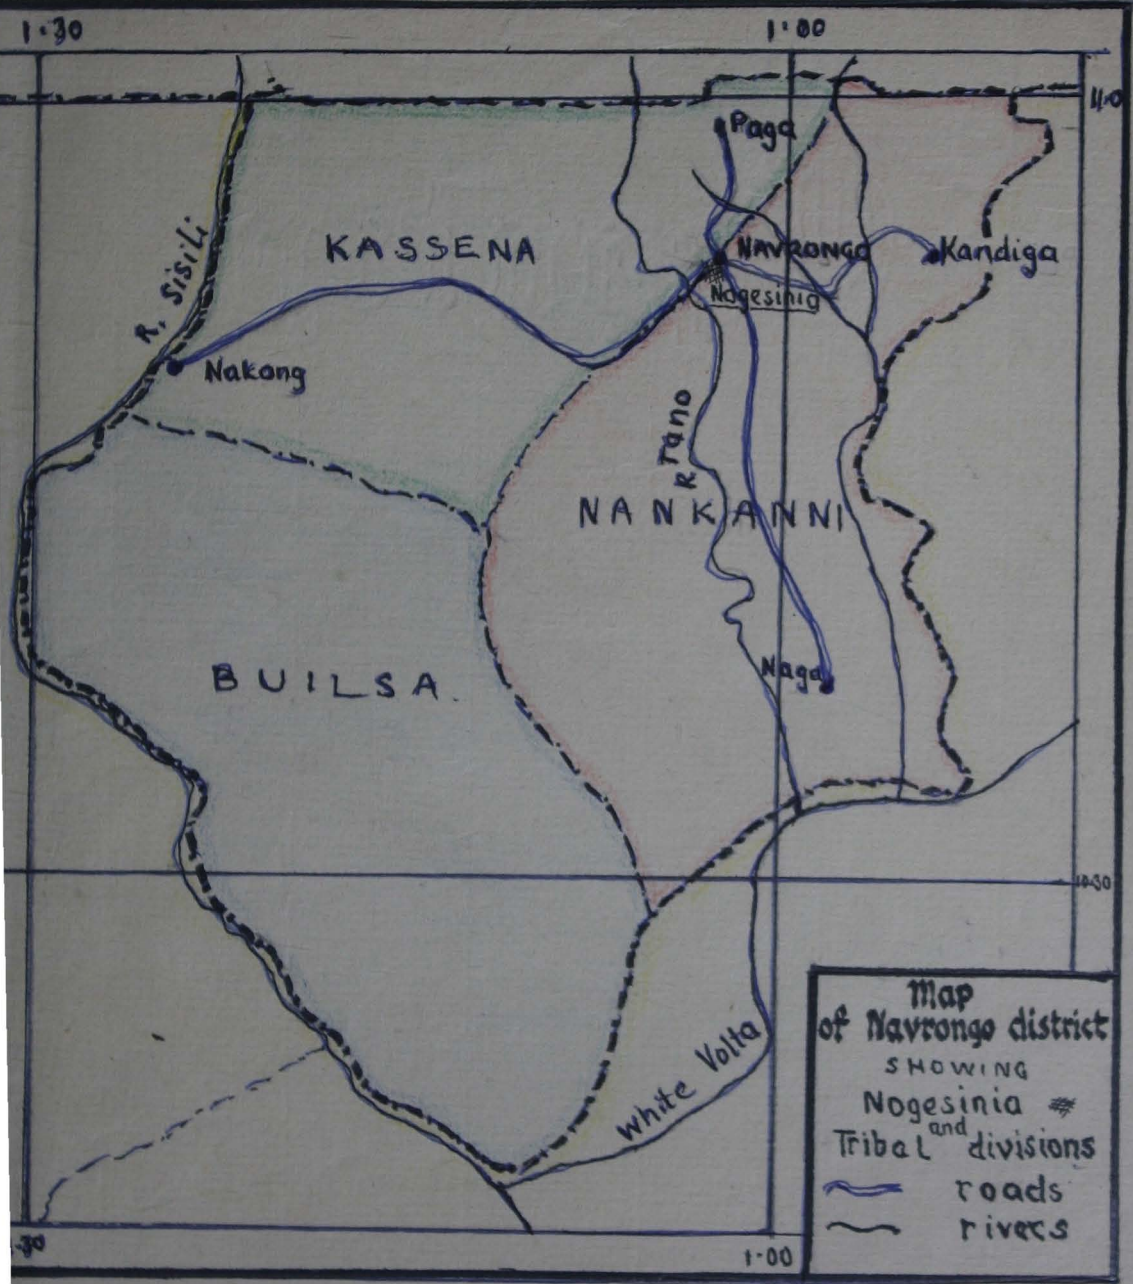 1:30
1:00
11.0
Paga
KASSENA
NAVRONGO
Kandiga
R. Sisili
Nogesinia
Nakong
R Tano
NANKANNI
BUILSA.
Naga
10·30
Map
of Navrongo district
SHOWING
Nogesinia
and
Tribal divisions
roads
rivers
White Volta
.30
1:00